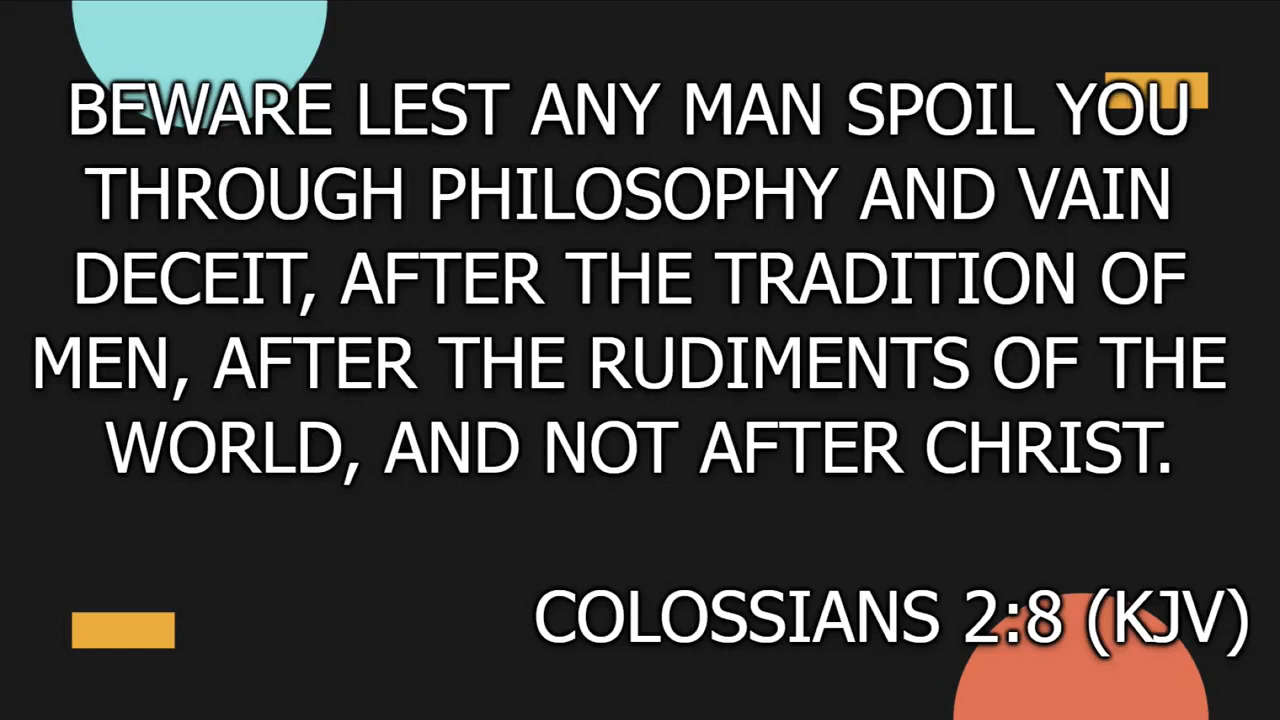 BEWARE LEST ANY MAN SPOIL YOU
THROUGH PHILOSOPHY AND VAIN
DECEIT, AFTER THE TRADITION OF
MEN, AFTER THE RUDIMENTS OF THE
WORLD, AND NOT AFTER CHRIST.
COLOSSIANS 2:8 (KJV)